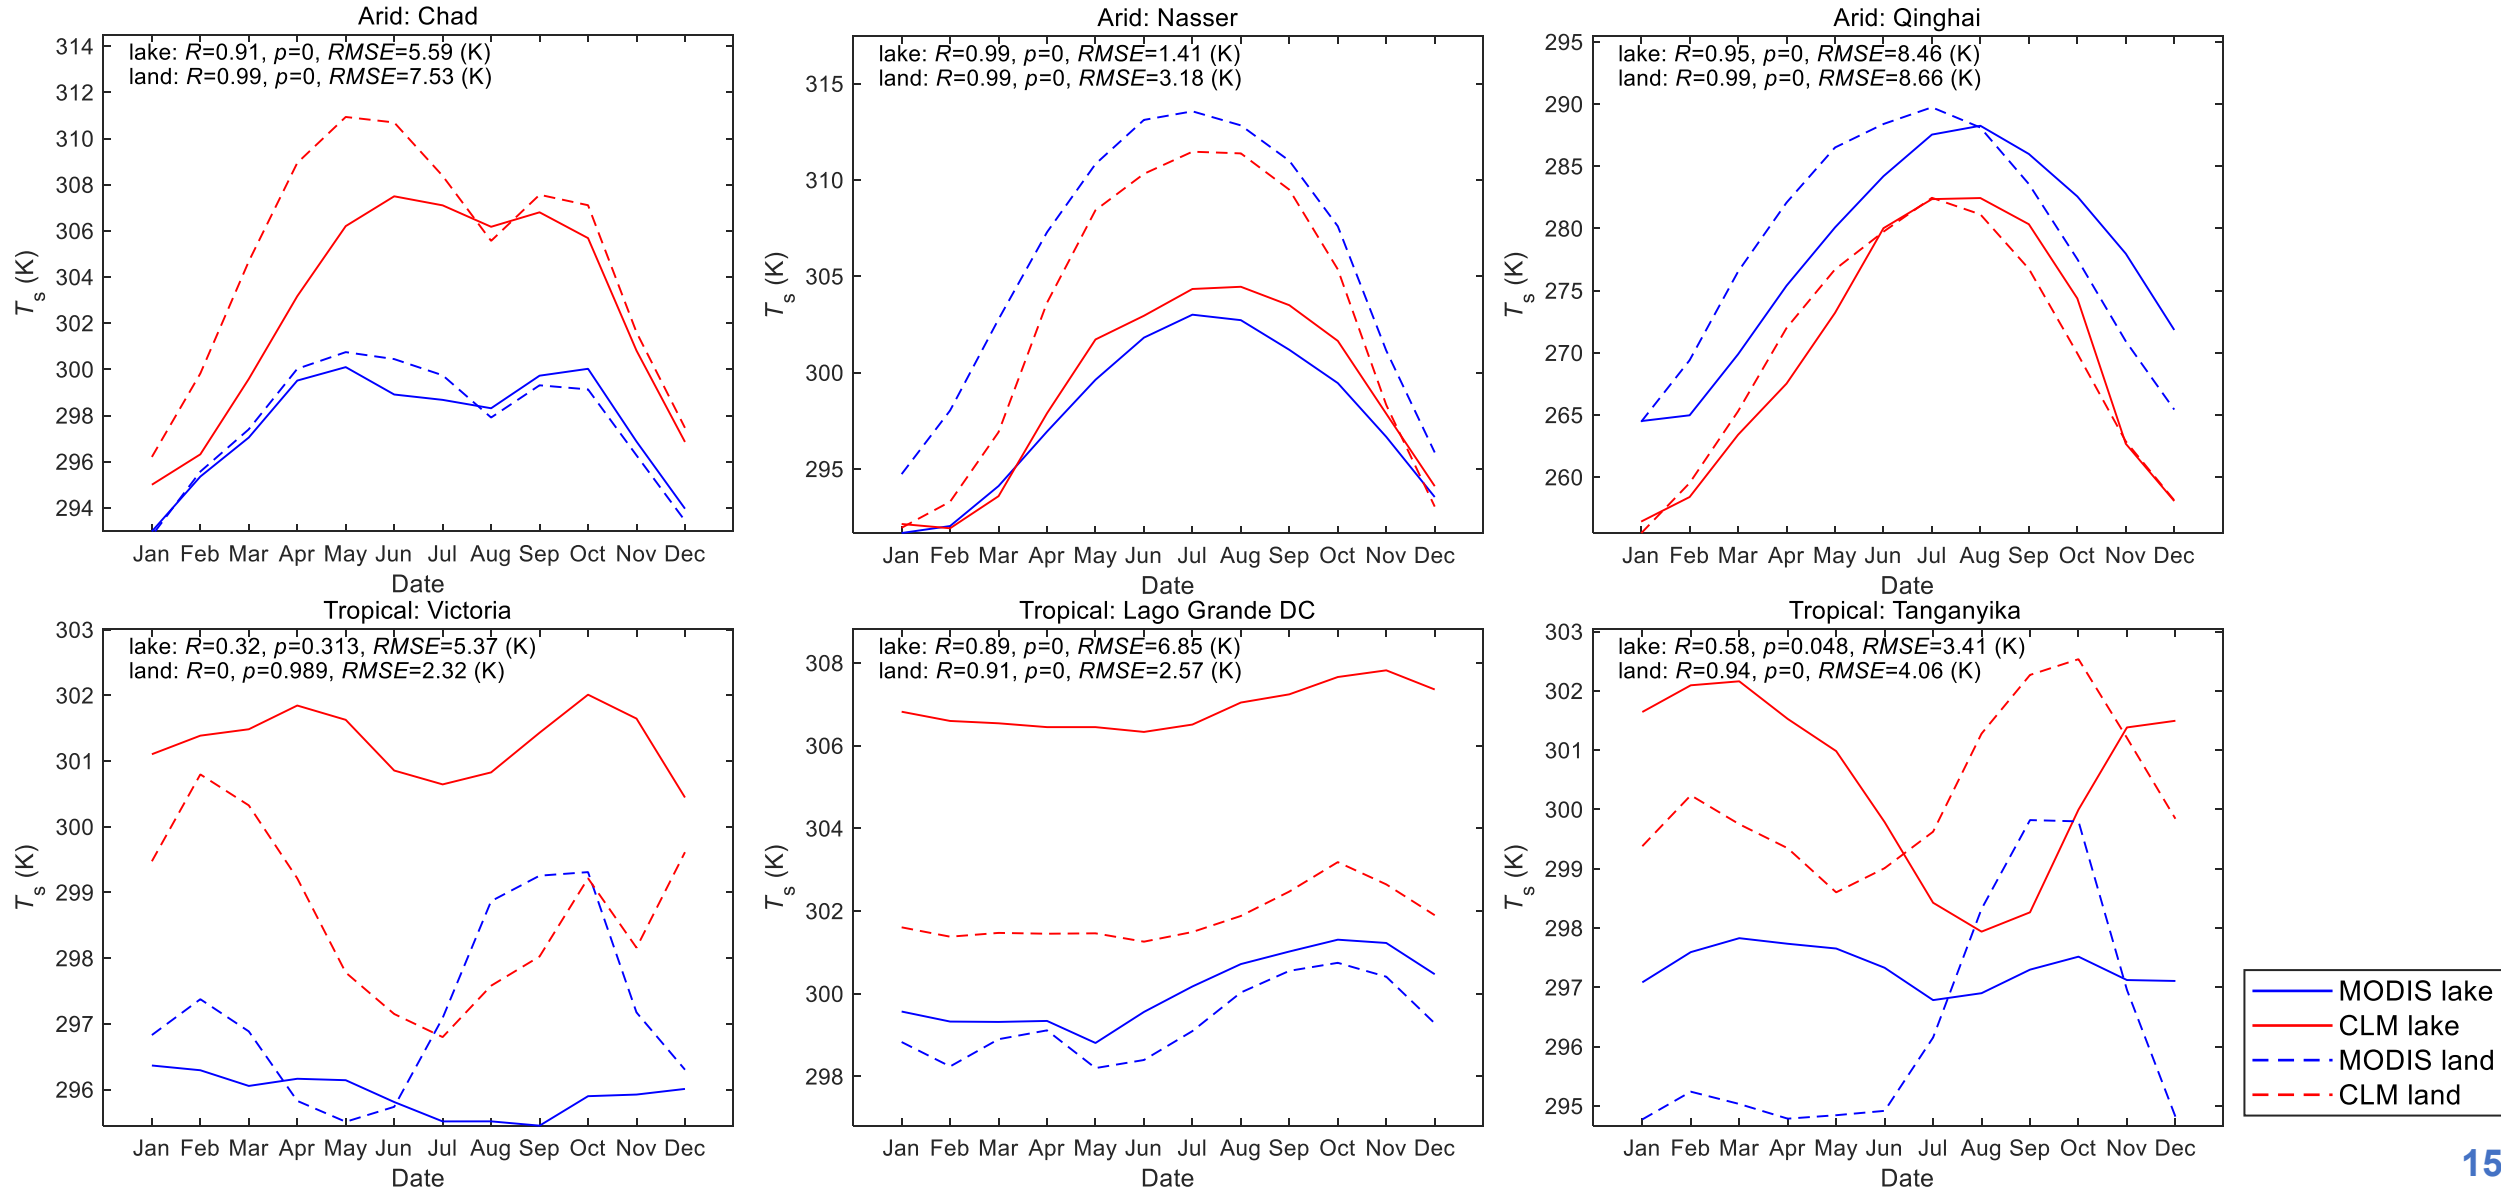 Arid: Chad
lake: R=0.91, p=0, RMSE=5.59 (K)
land: R=0.99, p=0, RMSE=7.53 (K)
314
312
310
308
306
304
302
300
298
296
294
T s (K)
Jan Feb Mar Apr May Jun Jul Aug Sep Oct Nov Dec
Date
Arid: Nasser
lake: R=0.99, p=0, RMSE=1.41 (K)
land: R=0.99, p=0, RMSE=3.18 (K)
315
310
305
300
295
T s (K)
Jan Feb Mar Apr May Jun Jul Aug Sep Oct Nov Dec
Date
Arid: Qinghai
lake: R=0.95, p=0, RMSE=8.46 (K)
land: R=0.99, p=0, RMSE=8.66 (K)
295
290
285
280
275
270
265
260
T s (K)
Jan Feb Mar Apr May Jun Jul Aug Sep Oct Nov Dec
Date
Tropical: Victoria
lake: R=0.32, p=0.313, RMSE=5.37 (K)
land: R=0, p=0.989, RMSE=2.32 (K)
303
302
301
300
299
298
297
296
T s (K)
Jan Feb Mar Apr May Jun Jul Aug Sep Oct Nov Dec
Date
Tropical: Lago Grande DC
lake: R=0.89, p=0, RMSE=6.85 (K)
land: R=0.91, p=0, RMSE=2.57 (K)
308
306
304
302
300
298
T s (K)
Jan Feb Mar Apr May Jun Jul Aug Sep Oct Nov Dec
Date
Tropical: Tanganyika
lake: R=0.58, p=0.048, RMSE=3.41 (K)
land: R=0.94, p=0, RMSE=4.06 (K)
303
302
301
300
299
298
297
296
295
T s (K)
Jan Feb Mar Apr May Jun Jul Aug Sep Oct Nov Dec
Date
MODIS lake
CLM lake
MODIS land
CLM land
15